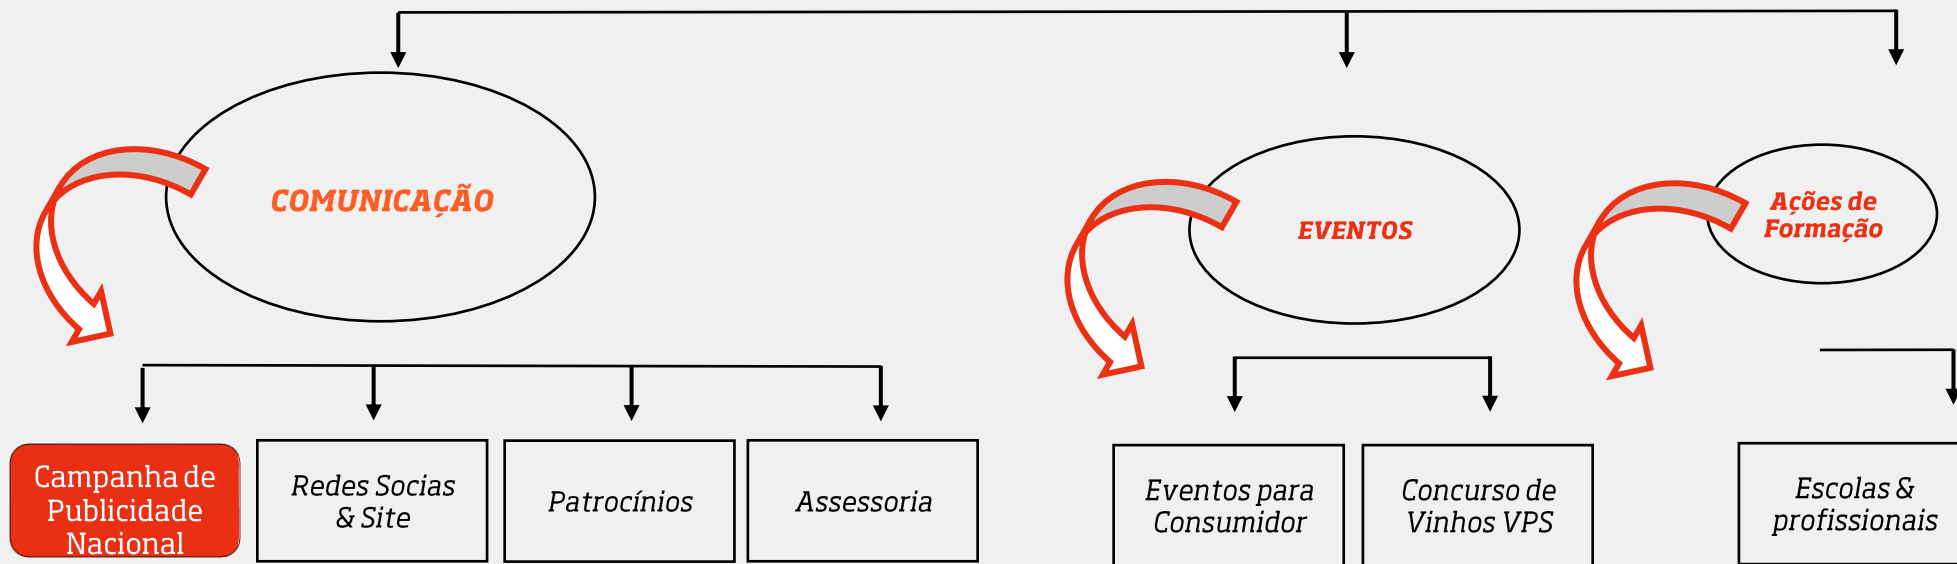 COMUNICAÇÃO
EVENTOS
Ações de
Formação
Campanha de
Publicidade
Nacional
Redes Socias
& Site
Patrocínios
Assessoria
Eventos para
Consumidor
Concurso de
Vinhos VPS
Escolas &
profissionais